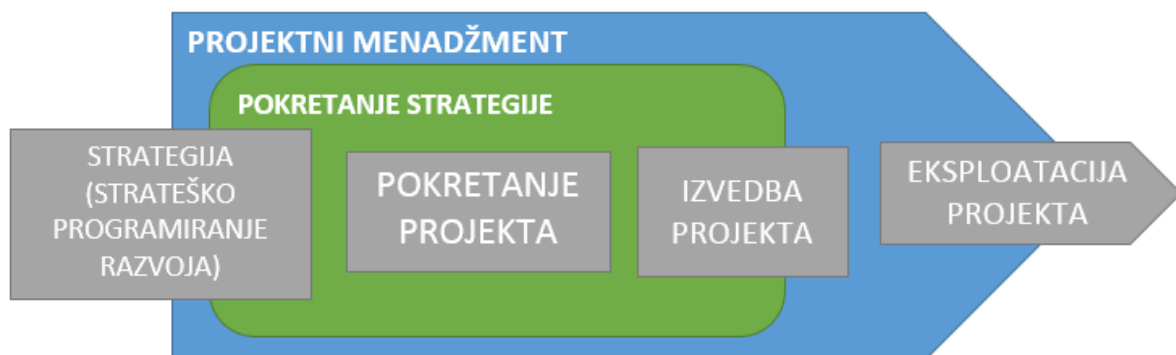 PROJEKTNI MENADŽMENT
POKRETANJE STRATEGIJE
STRATEGIJA
(STRATEŠKO
PROGRAMIRANJE
RAZVOJA)
POKRETANJE
PROJEKTA
IZVEDBA
PROJEKTA
EKSPLOATACIJA
PROJEKTA